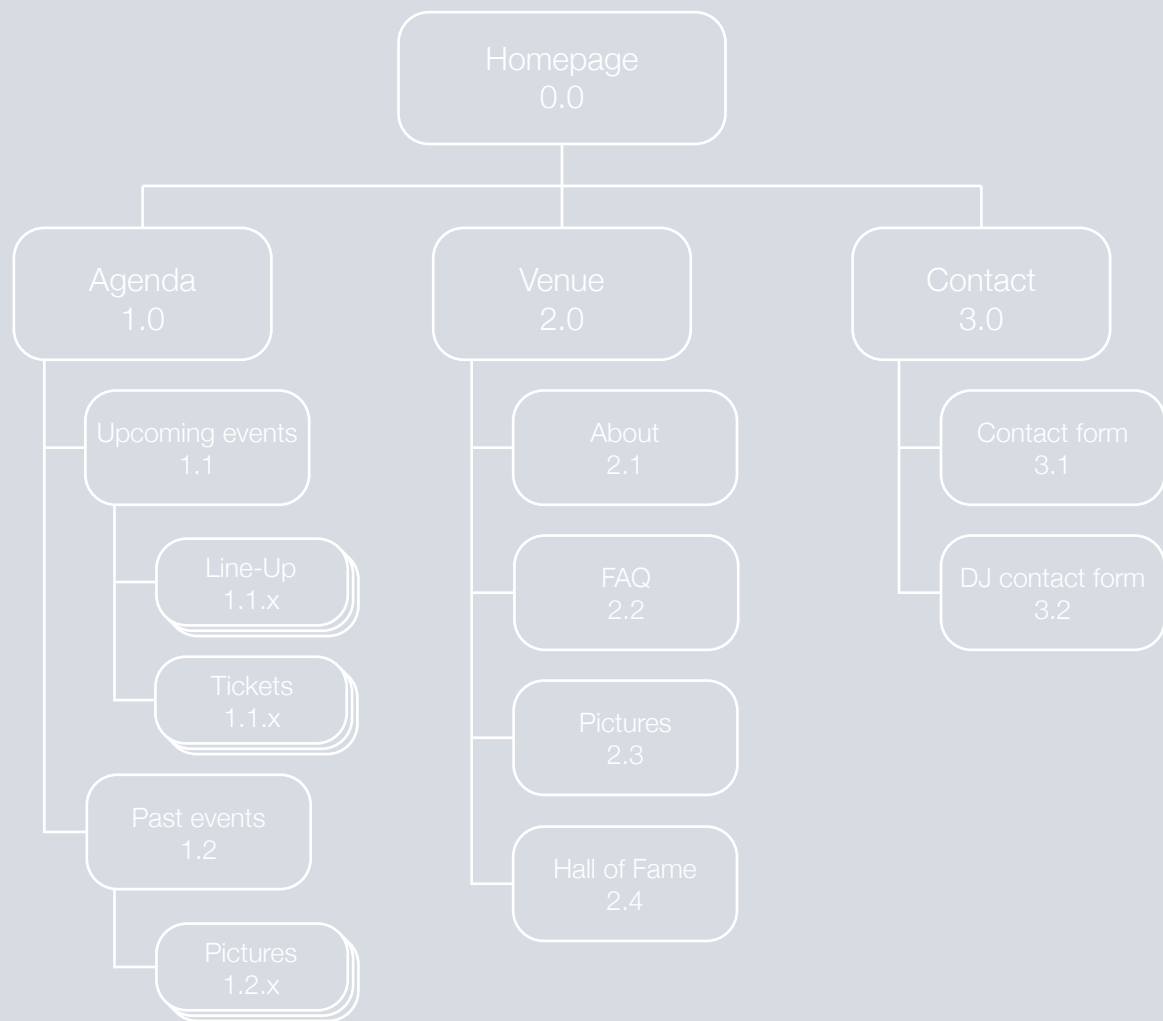 Homepage
0.0
Agenda
1.0
Venue
2.0
Contact
3.0
Upcoming events
1.1
Line-Up
1.1.x
Tickets
1.1.x
Past events
1.2
Pictures
1.2.x
About
2.1
FAQ
2.2
Pictures
2.3
Hall of Fame
2.4
Contact form
3.1
DJ contact form
3.2